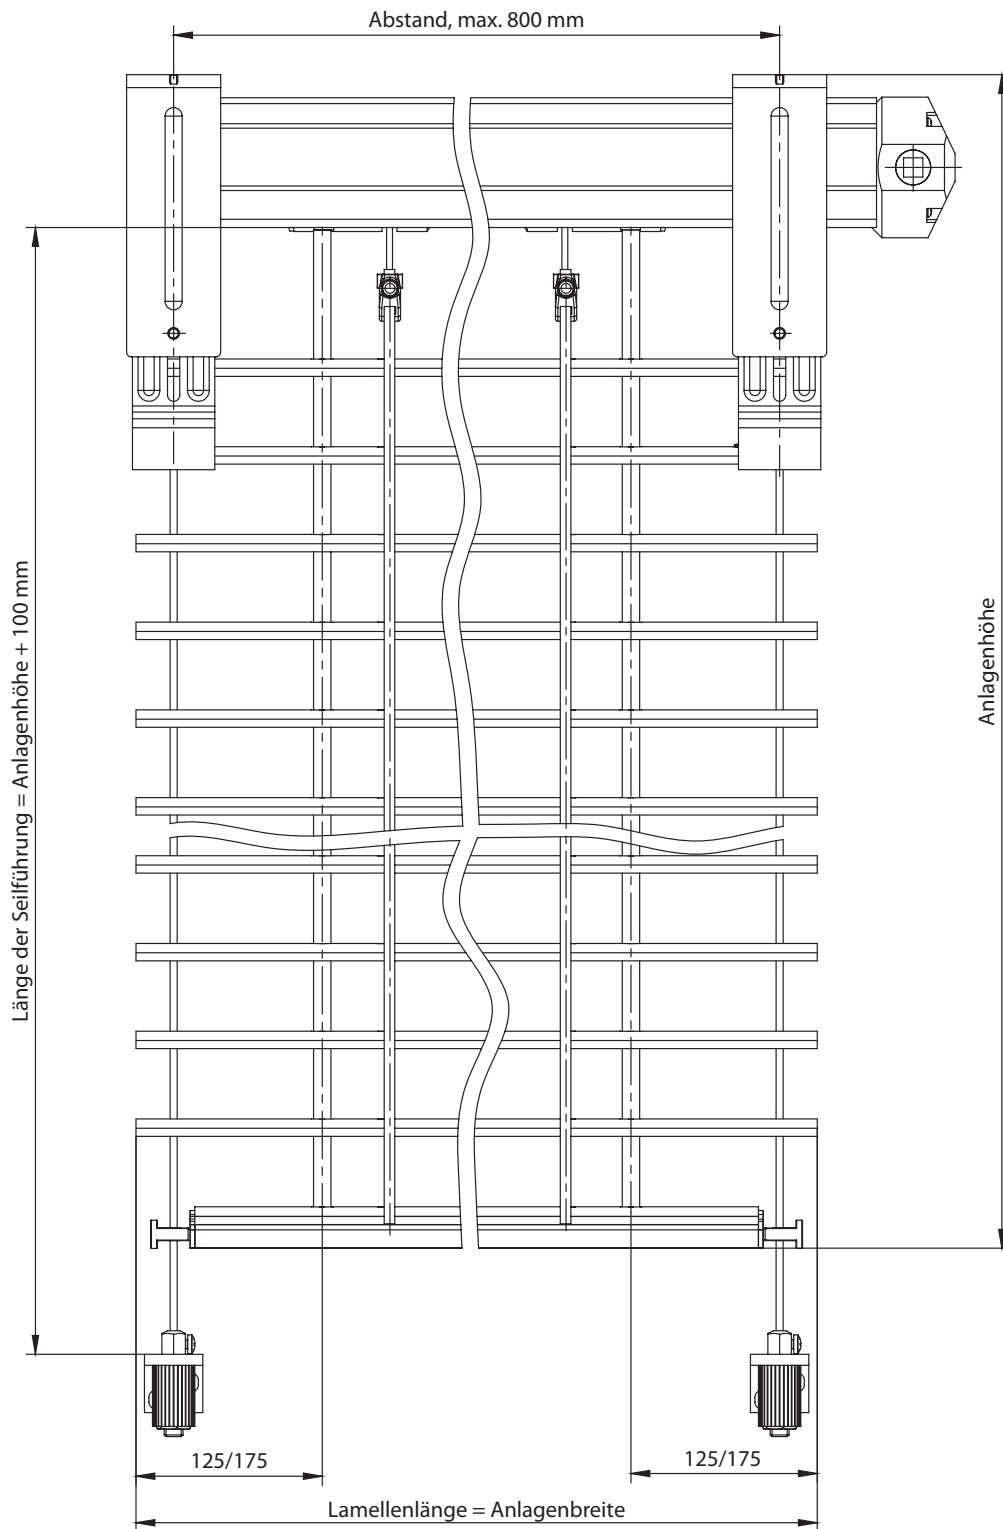 Abstand, max. 800 mm
Länge der Seilführung = Anlagenhöhe + 100 mm
Anlagenhöhe
125/175
125/175
Lamellenlänge = Anlagenbreite